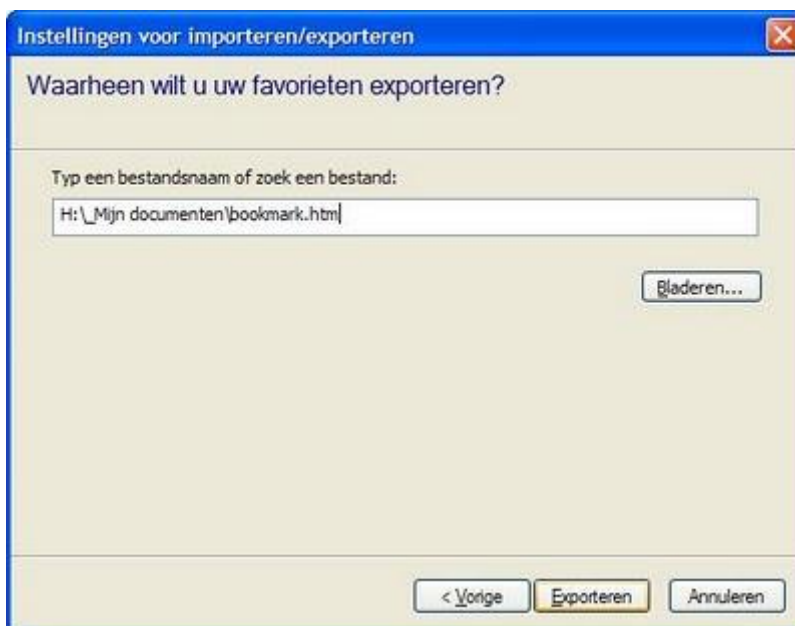 Instellingen voor importeren/exporteren
Waarheen wilt u uw favorieten exporteren?
Typ een bestandsnaam of zoek een bestand:
H:\_Mijn documenten\bookmark.htm
Bladeren...
< Vorige Exporteren Annuleren